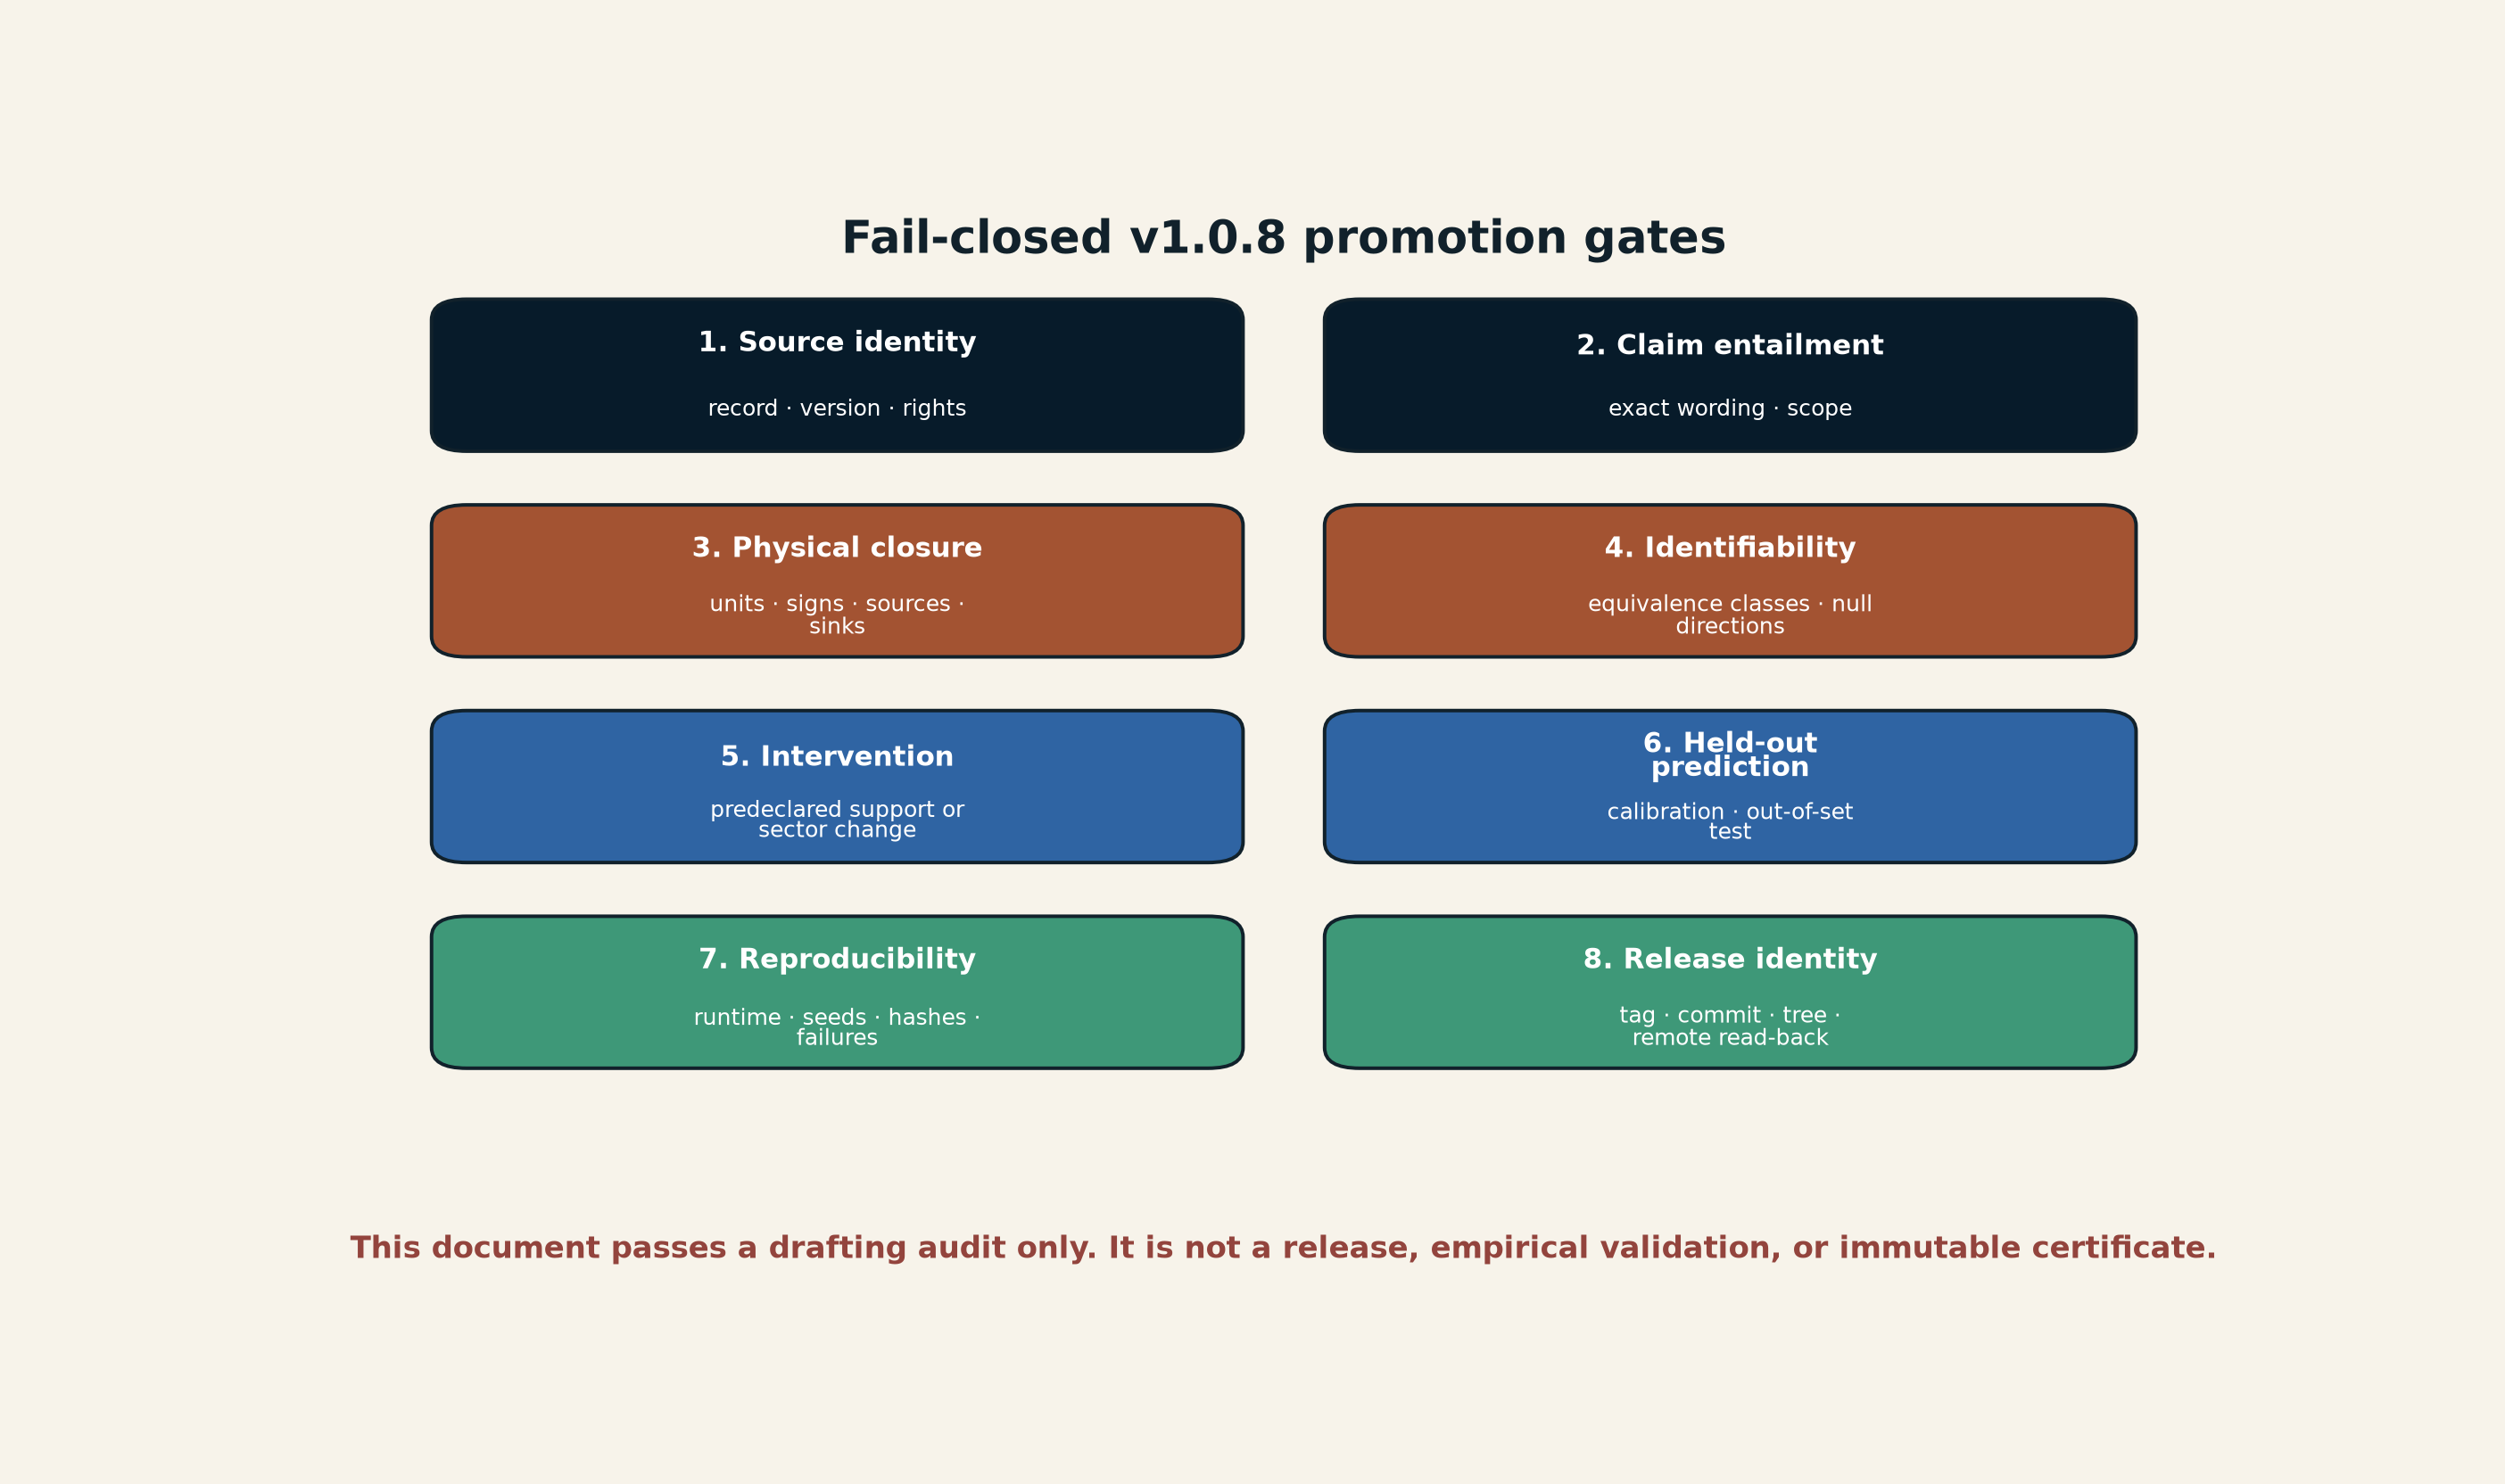 Fail-closed v1.0.8 promotion gates
1. Source identity
record · version · rights
2. Claim entailment
exact wording · scope
3. Physical closure
units · signs · sources ·
sinks
4. Identifiability
equivalence classes · null
directions
5. Intervention
predeclared support or
sector change
6. Held-out
prediction
calibration · out-of-set
test
7. Reproducibility
runtime · seeds · hashes ·
failures
8. Release identity
tag · commit · tree ·
remote read-back
This document passes a drafting audit only. It is not a release, empirical validation, or immutable certificate.